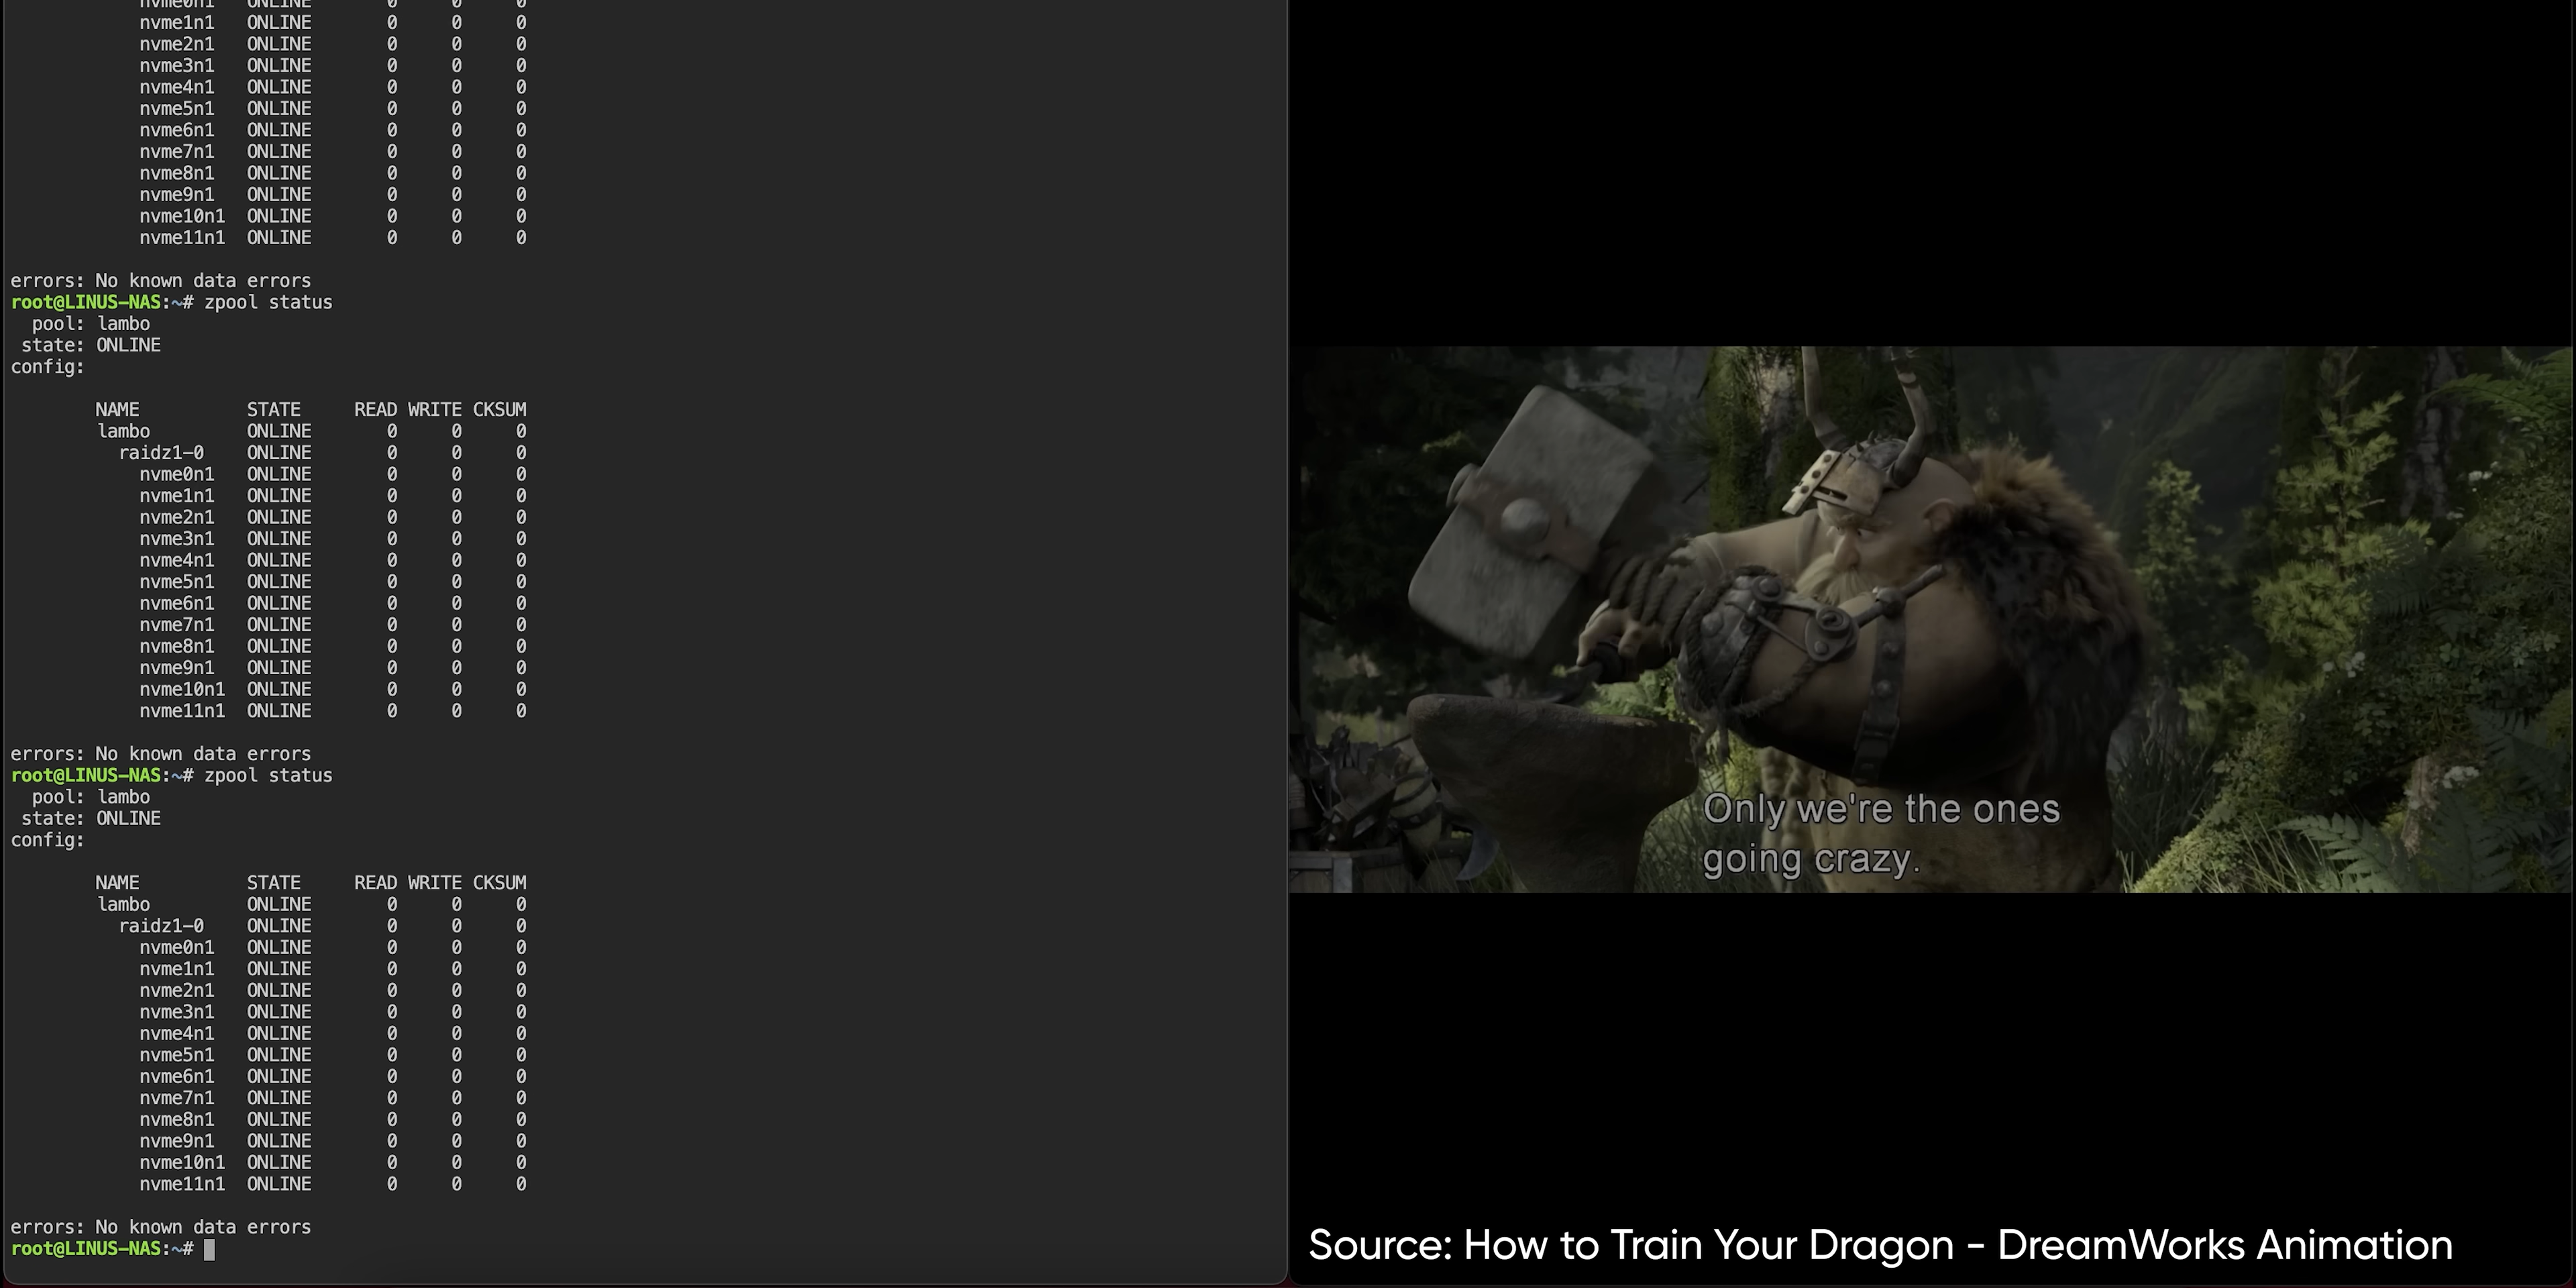 nvme0n1 ONLINE 0 0 0
nvme1n1 ONLINE 0 0 0
nvme2n1 ONLINE 0 0 0
nvme3n1 ONLINE 0 0 0
nvme4n1 ONLINE 0 0 0
nvme5n1 ONLINE 0 0 0
nvme6n1 ONLINE 0 0 0
nvme7n1 ONLINE 0 0 0
nvme8n1 ONLINE 0 0 0
nvme9n1 ONLINE 0 0 0
nvme10n1 ONLINE 0 0 0
nvme11n1 ONLINE 0 0 0
errors: No known data errors
root@LINUS-NAS:~# zpool status
pool: lambo
state: ONLINE
config:
NAME STATE READ WRITE CKSUM
lambo ONLINE 0 0 0
raidz1-0 ONLINE 0 0 0
nvme0n1 ONLINE 0 0 0
nvme1n1 ONLINE 0 0 0
nvme2n1 ONLINE 0 0 0
nvme3n1 ONLINE 0 0 0
nvme4n1 ONLINE 0 0 0
nvme5n1 ONLINE 0 0 0
nvme6n1 ONLINE 0 0 0
nvme7n1 ONLINE 0 0 0
nvme8n1 ONLINE 0 0 0
nvme9n1 ONLINE 0 0 0
nvme10n1 ONLINE 0 0 0
nvme11n1 ONLINE 0 0 0
errors: No known data errors
root@LINUS-NAS:~# zpool status
pool: lambo
state: ONLINE
config:
NAME STATE READ WRITE CKSUM
lambo ONLINE 0 0 0
raidz1-0 ONLINE 0 0 0
nvme0n1 ONLINE 0 0 0
nvme1n1 ONLINE 0 0 0
nvme2n1 ONLINE 0 0 0
nvme3n1 ONLINE 0 0 0
nvme4n1 ONLINE 0 0 0
nvme5n1 ONLINE 0 0 0
nvme6n1 ONLINE 0 0 0
nvme7n1 ONLINE 0 0 0
nvme8n1 ONLINE 0 0 0
nvme9n1 ONLINE 0 0 0
nvme10n1 ONLINE 0 0 0
nvme11n1 ONLINE 0 0 0
errors: No known data errors
root@LINUS-NAS:~#
Only we're the ones
going crazy.
Source: How to Train Your Dragon - DreamWorks Animation